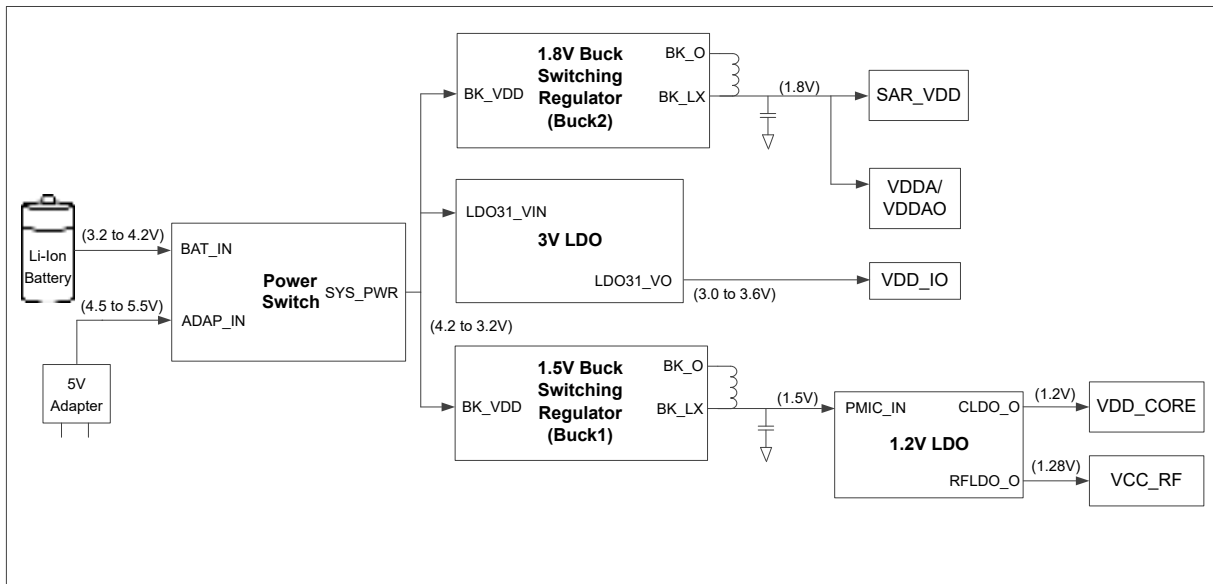 1.8V Buck
Switching
Regulator
(Buck2)
BK_VDD
BK_O
BK_LX
(1.8V)
SAR_VDD
VDDA/
VDDAO
LDO31_VIN
3V LDO
LDO31_VO
(3.0 to 3.6V)
VDD_IO
Li-Ion
Battery
(3.2 to 4.2V)
BAT_IN
Power
Switch
SYS_PWR
(4.5 to 5.5V)
ADAP_IN
5V
Adapter
(4.2 to 3.2V)
1.5V Buck
Switching
Regulator
(Buck1)
BK_VDD
BK_O
BK_LX
(1.5V)
PMIC_IN
CLDO_O
1.2V LDO
RFLDO_O
(1.2V)
VDD_CORE
(1.28V)
VCC_RF